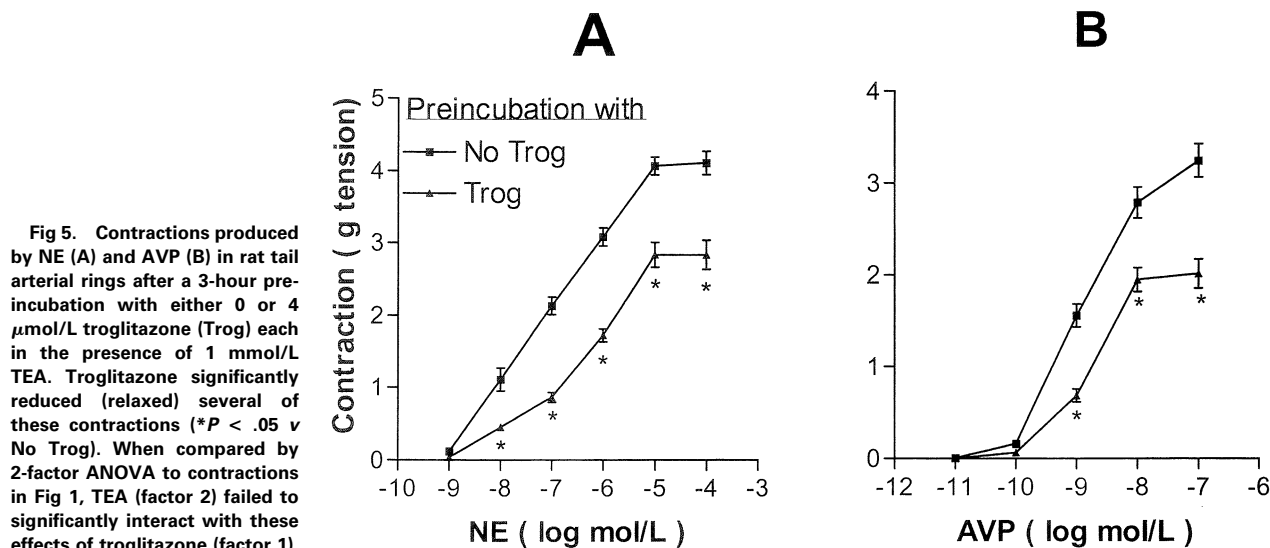 A
B
Fig 5. Contractions produced
by NE (A) and AVP (B) in rat tail
arterial rings after a 3-hour pre-
incubation with either 0 or 4
μmol/L troglitazone (Trog) each
in the presence of 1 mmol/L
TEA. Troglitazone significantly
reduced (relaxed) several of
these contractions (*P < .05 v
No Trog). When compared by
2-factor ANOVA to contractions
in Fig 1, TEA (factor 2) failed to
significantly interact with these
effects of troglitazone (factor 1).
Contraction ( g tension)
5
4
3
2
1
0
Preincubation with
No Trog
Trog
* * * * *
-10 -9 -8 -7 -6 -5 -4 -3
NE ( log mol/L )
4
3
2
1
0
* * *
-12 -11 -10 -9 -8 -7 -6
AVP ( log mol/L )